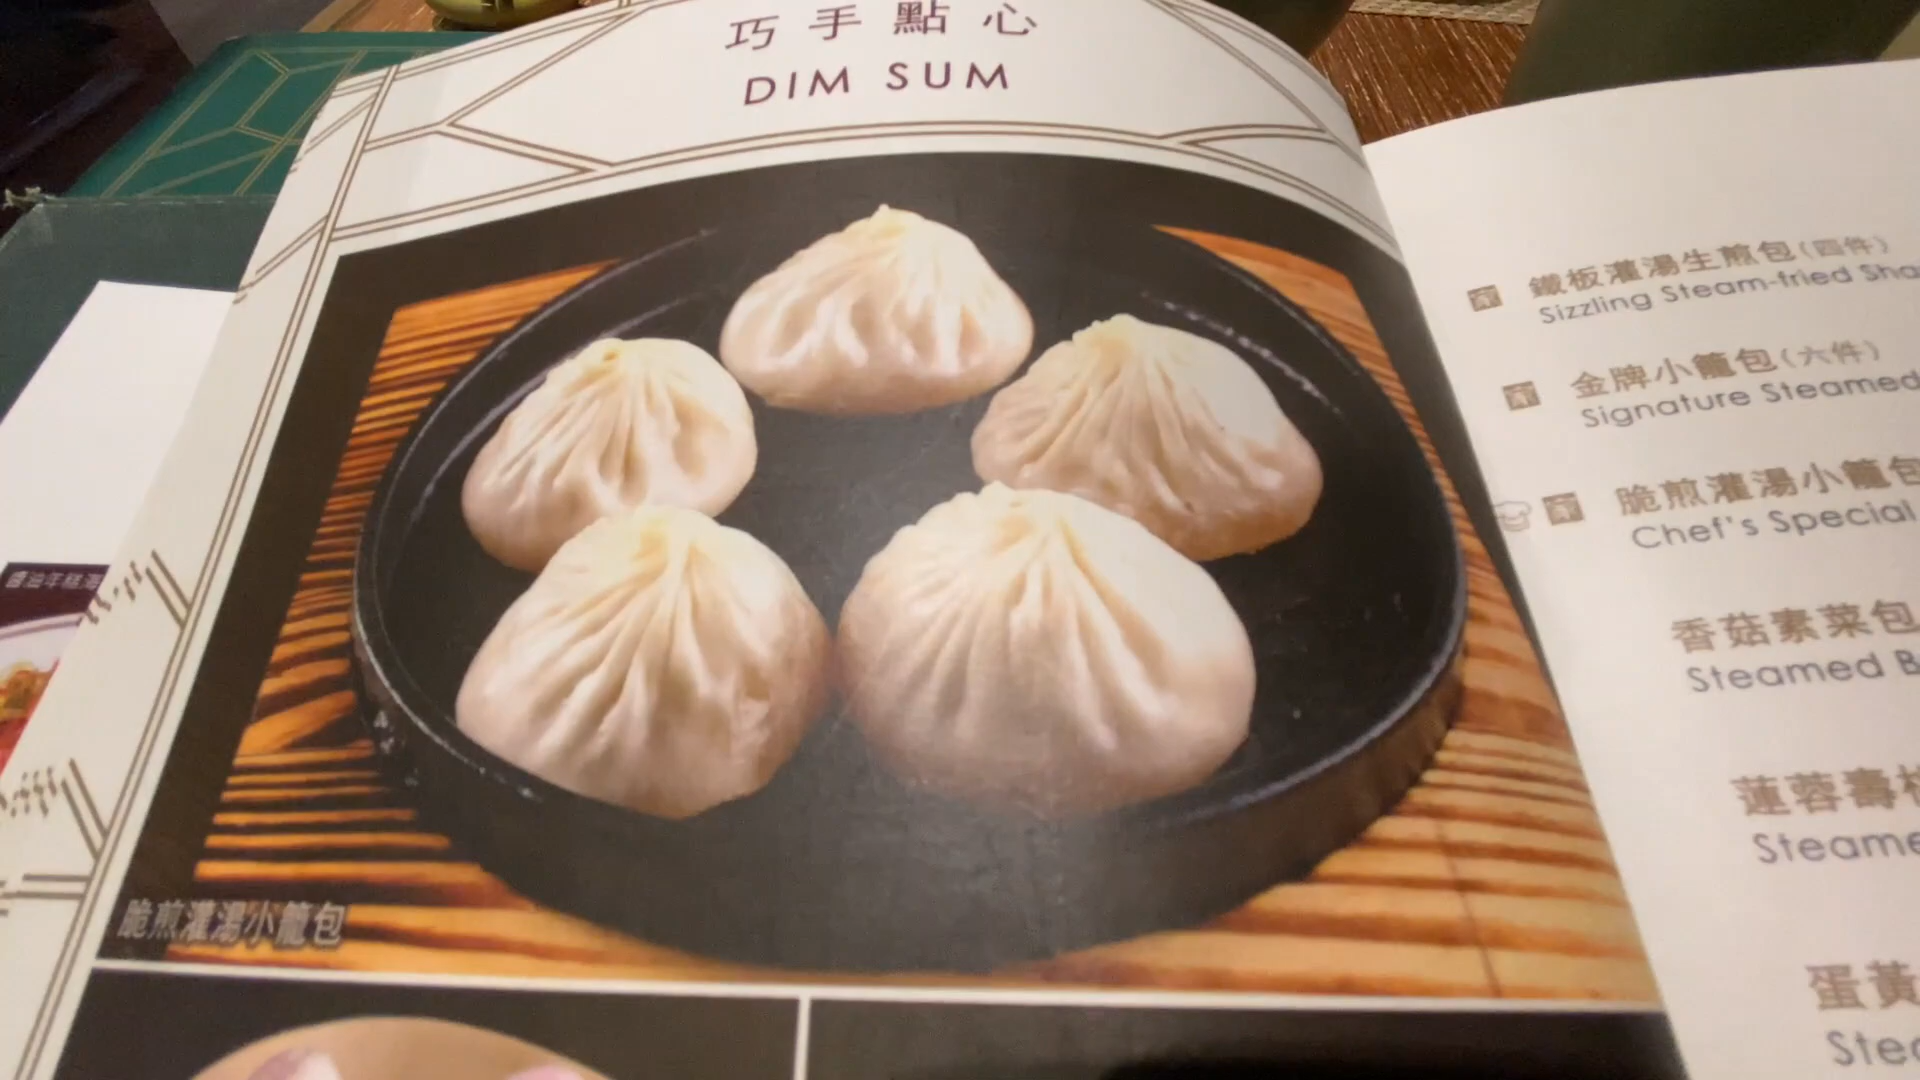 巧手點心
DIM SUM
鐵板灌湯生煎包(四件)
Sizzling Steam-fried
金牌小籠包(六件)
Signature Steamed
脆煎灌湯小籠包
Chef's Special
香菇素菜包
Steamed
蓮蓉壽
蛋黃
脆煎灌湯小籠包